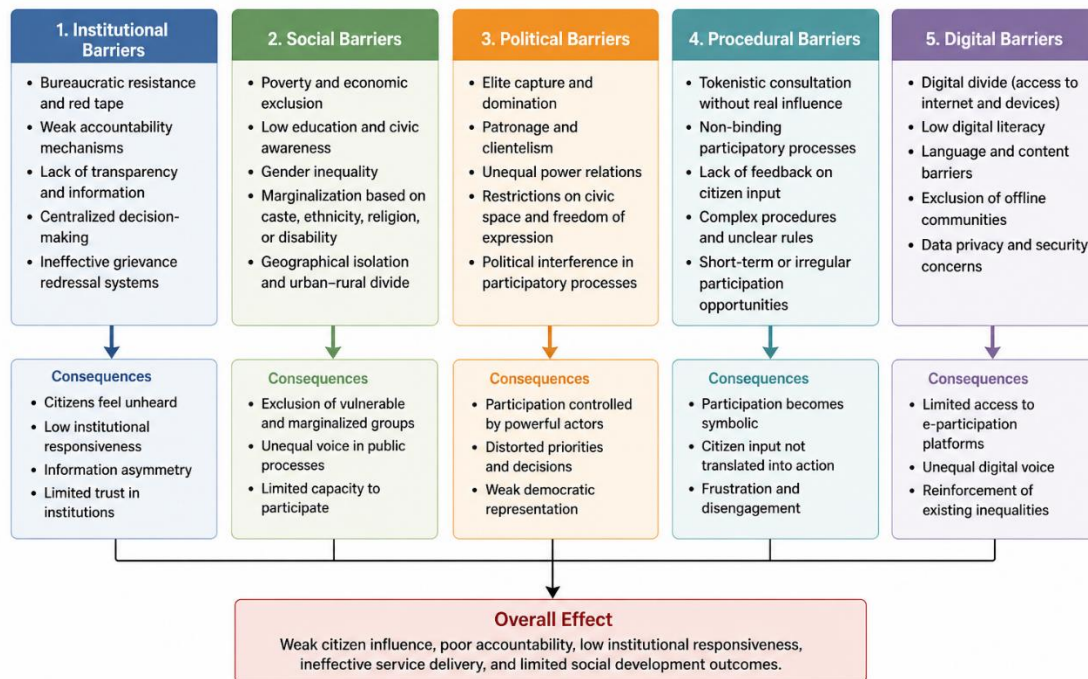 1. Institutional
Barriers
• Bureaucratic resistance
and red tape
• Weak accountability
mechanisms
• Lack of transparency
and information
• Centralized decision-
making
• Ineffective grievance
redressal systems
2. Social Barriers
• Poverty and economic
exclusion
• Low education and civic
awareness
• Gender inequality
• Marginalization based on
caste, ethnicity, religion,
or disability
• Geographical isolation
and urban–rural divide
3. Political Barriers
• Elite capture and
domination
• Patronage and
clientelism
• Unequal power relations
• Restrictions on civic
space and freedom of
expression
• Political interference in
participatory processes
4. Procedural Barriers
• Tokenistic consultation
without real influence
• Non-binding
participatory processes
• Lack of feedback on
citizen input
• Complex procedures
and unclear rules
• Short-term or irregular
participation
opportunities
5. Digital Barriers
• Digital divide (access to
internet and devices)
• Low digital literacy
• Language and content
barriers
• Exclusion of offline
communities
• Data privacy and security
concerns
Consequences
• Citizens feel unheard
• Low institutional
responsiveness
• Information asymmetry
• Limited trust in
institutions
Consequences
• Exclusion of vulnerable
and marginalized groups
• Unequal voice in public
processes
• Limited capacity to
participate
Consequences
• Participation controlled
by powerful actors
• Distorted priorities
and decisions
• Weak democratic
representation
Consequences
• Participation becomes
symbolic
• Citizen input not
translated into action
• Frustration and
disengagement
Consequences
• Limited access to
e-participation
platforms
• Unequal digital voice
• Reinforcement of
existing inequalities
Overall Effect
Weak citizen influence, poor accountability, low institutional responsiveness,
ineffective service delivery, and limited social development outcomes.